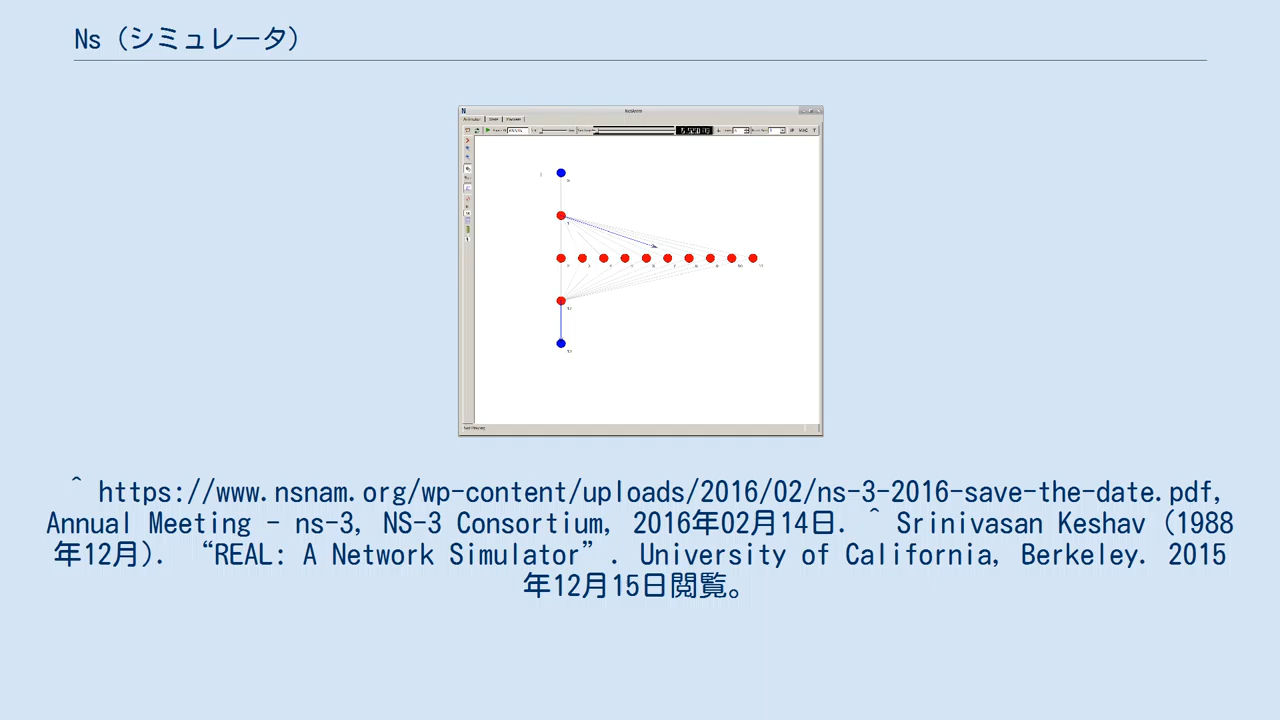 Ns (シミュレータ)
^ https://www.nsnam.org/wp-content/uploads/2016/02/ns-3-2016-save-the-date.pdf,
Annual Meeting - ns-3, NS-3 Consortium, 2016年02月14日. ^ Srinivasan Keshav (1988
年12月). “REAL: A Network Simulator”. University of California, Berkeley. 2015
年12月15日閲覧。